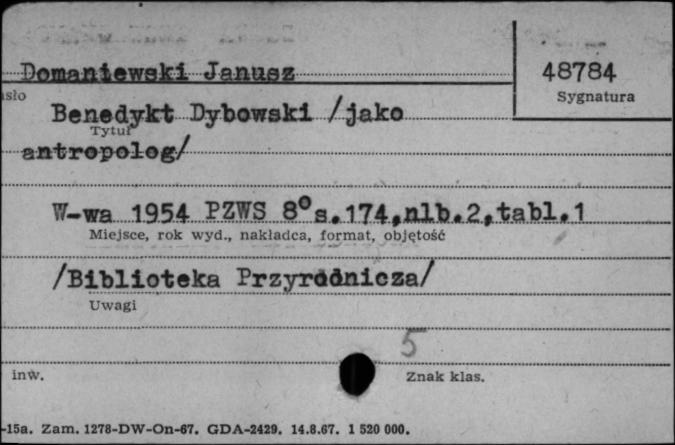 Domaniewski Janusz
48784
asło
Sygnatura
Benedykt Dybowski /jako
Tytuł
antropolog/
W-wa 1954 PZWS 8° s.174,nlb.2,tabl.1
Miejsce, rok wyd., nakładca, format, objętość
/Biblioteka Przyrodnicza/
Uwagi
5
inw.
Znak klas.
-15a. Zam. 1278-DW-On-67. GDA-2429. 14.8.67. 1 520 000.